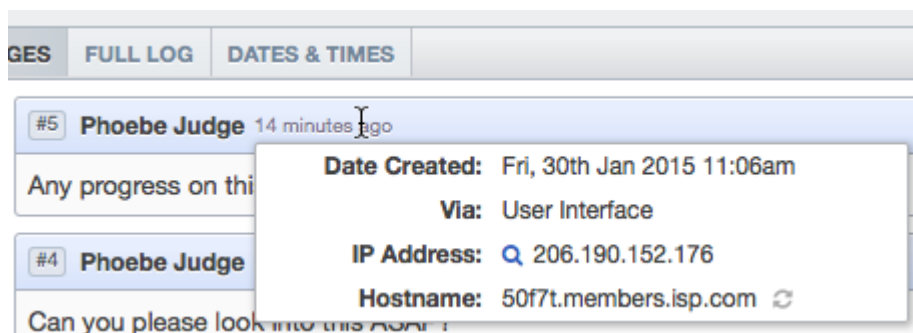 GES FULL LOG DATES & TIMES
#5 Phoebe Judge 14 minutes ago
Date Created: Fri, 30th Jan 2015 11:06am
Any progress on thi
Via: User Interface
#4 Phoebe Judge
IP Address: 206.190.152.176
Hostname: 50f7t.members.isp.com
Can you please look into this ASAP?